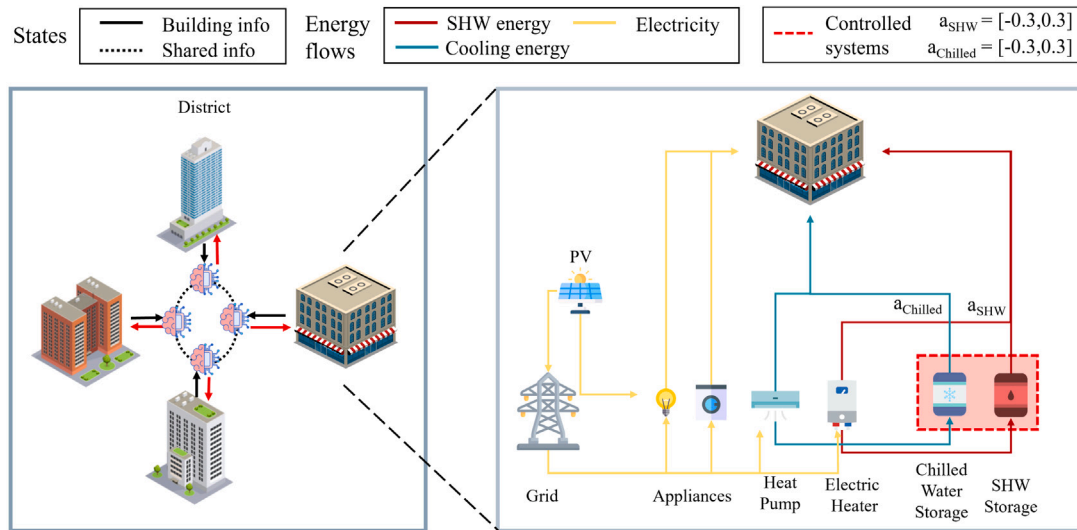 States
Building info
Shared info
Energy
flows
SHW energy
Cooling energy
Electricity
Controlled
systems
aSHW = [-0.3,0.3]
aChilled = [-0.3,0.3]
District
PV
aChilled
aSHW
Grid
Appliances
Heat
Pump
Electric
Heater
Chilled
Water
Storage
SHW
Storage